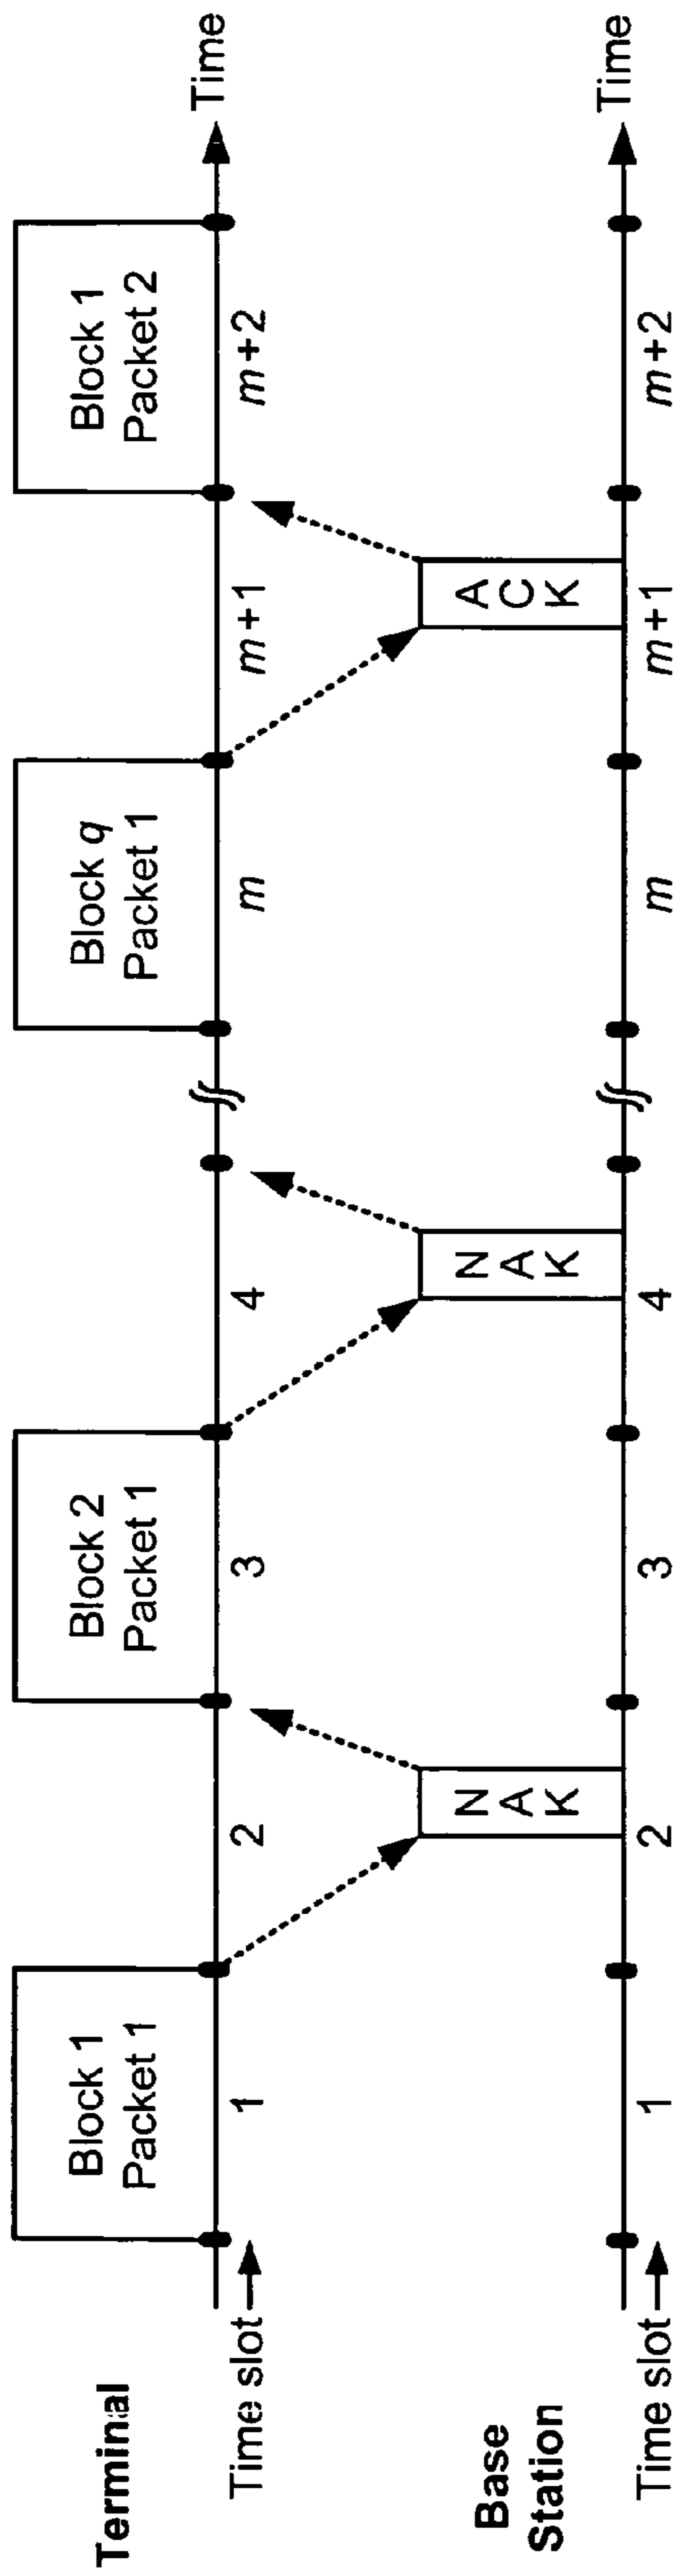 Terminal
Block 1
Packet 1
Block 2
Packet 1
Block q
Packet 1
Block 1
Packet 2
Time slot
1
2
3
4
m
m+1
m+2
Time
N
A
K
N
A
K
A
C
K
Base
Station
Time slot
1
2
3
4
m
m+1
m+2
Time